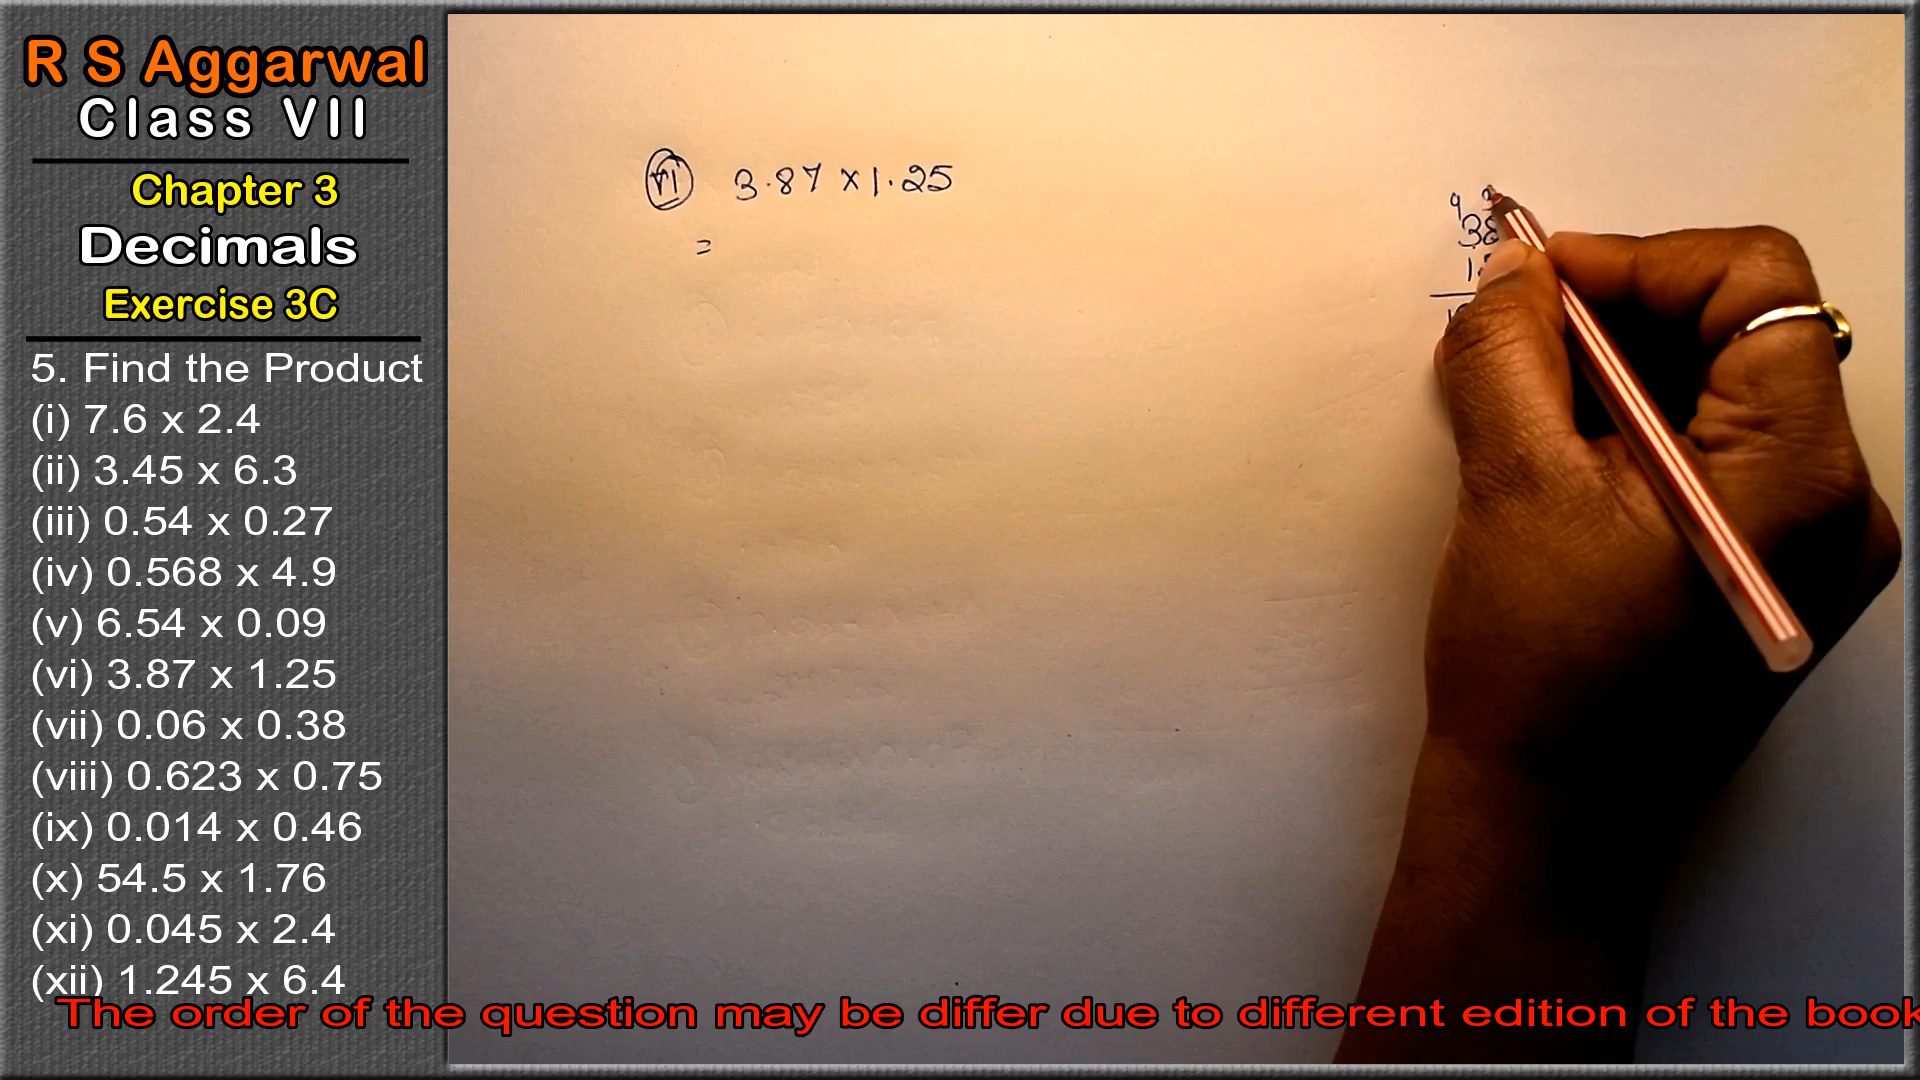 R S Aggarwal
Class VII
Chapter 3
Decimals
Exercise 3C
5. Find the Product
(i) 7.6 x 2.4
(ii) 3.45 x 6.3
(iii) 0.54 x 0.27
(iv) 0.568 x 4.9
(v) 6.54 x 0.09
(vi) 3.87 x 1.25
(vii) 0.06 x 0.38
(viii) 0.623 x 0.75
(ix) 0.014 x 0.46
(x) 54.5 x 1.76
(xi) 0.045 x 2.4
(xii) 1.245 x 6.4
The order of the question may be differ due to different edition of the book
(vi) 3.87 × 1.25
=
38
1